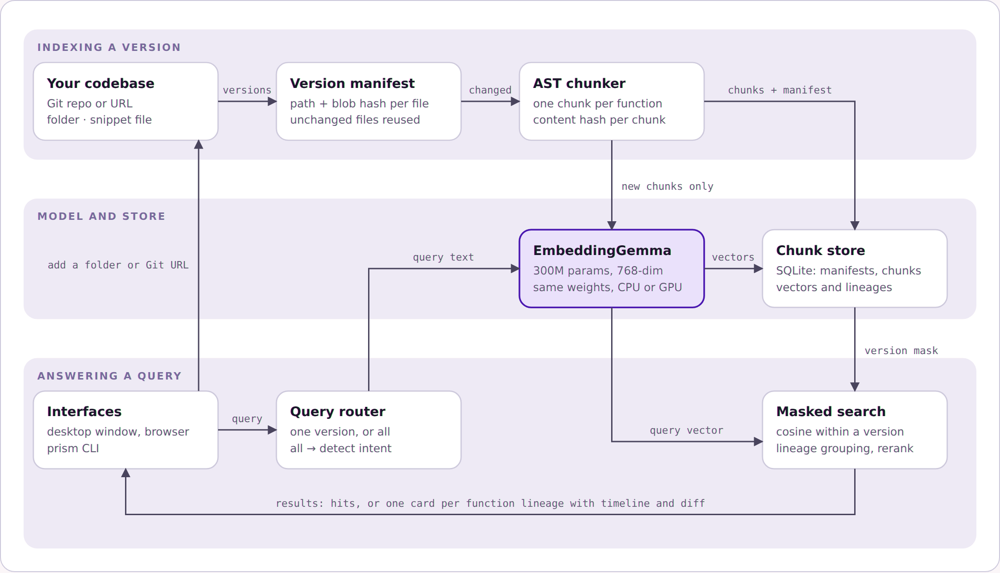 INDEXING A VERSION
Your codebase
Git repo or URL
folder · snippet file
versions
Version manifest
path + blob hash per file
unchanged files reused
changed
AST chunker
one chunk per function
content hash per chunk
chunks + manifest
new chunks only
MODEL AND STORE
add a folder or Git URL
query text
EmbeddingGemma
300M params, 768-dim
same weights, CPU or GPU
vectors
Chunk store
SQLite: manifests, chunks
vectors and lineages
version mask
ANSWERING A QUERY
Interfaces
desktop window, browser
prism CLI
query
Query router
one version, or all
all → detect intent
query vector
Masked search
cosine within a version
lineage grouping, rerank
results: hits, or one card per function lineage with timeline and diff